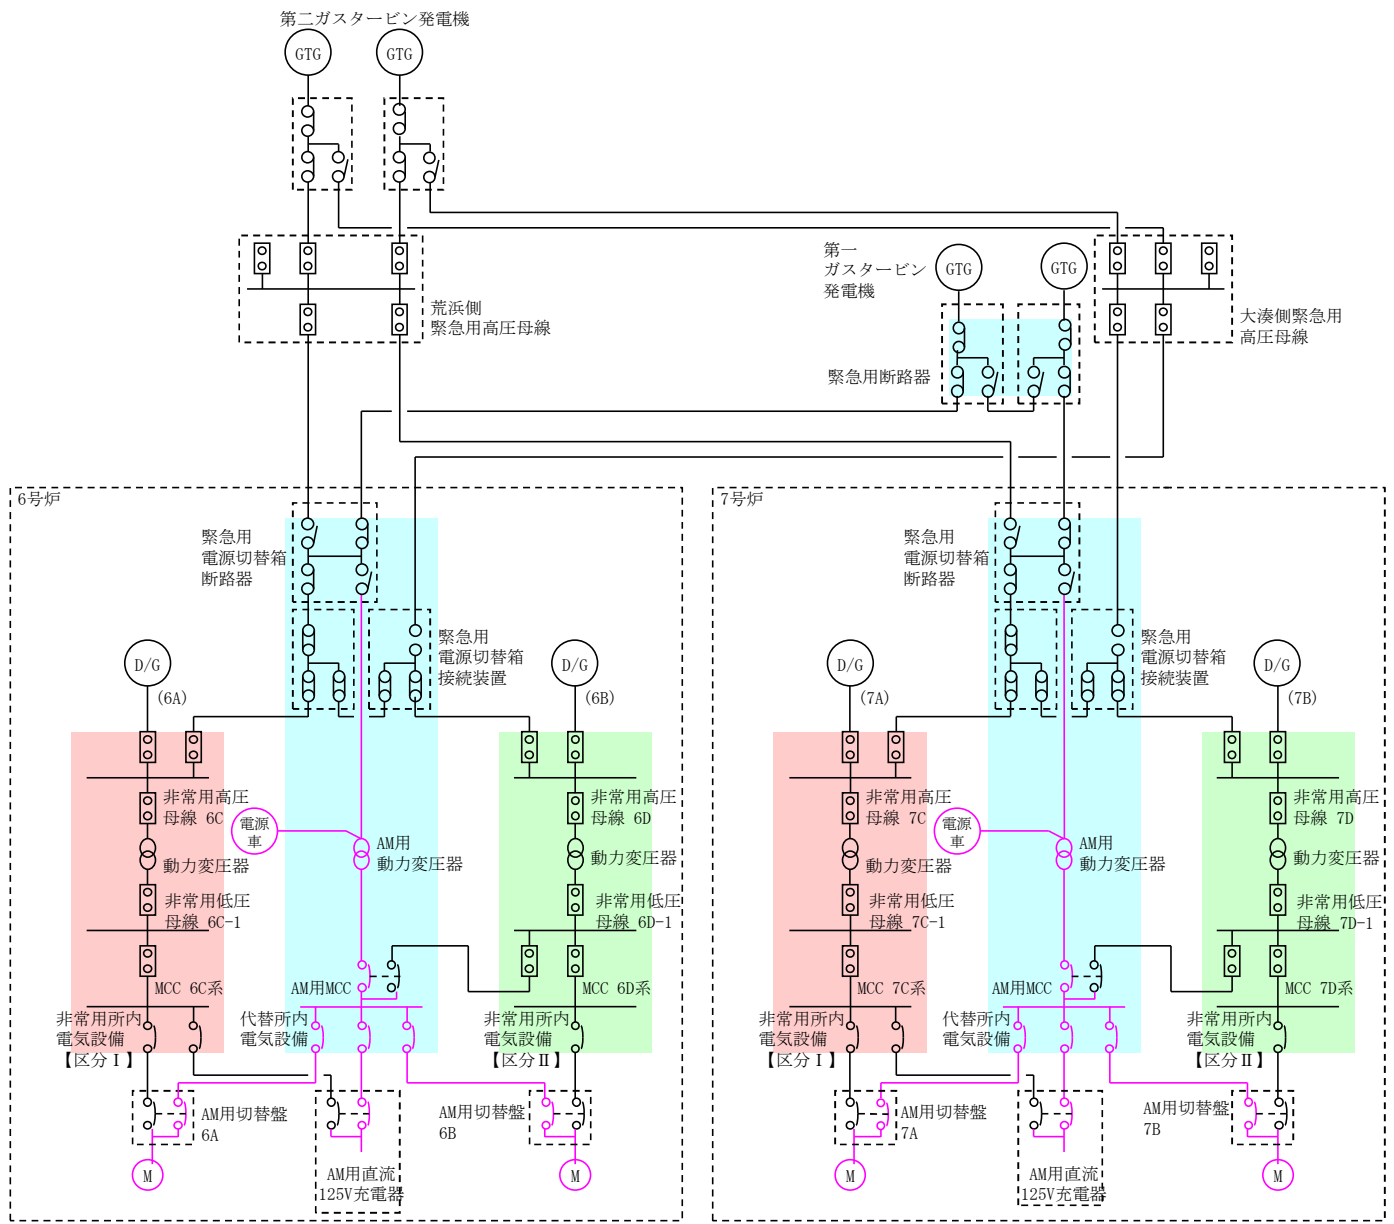 第二ガスタービン発電機
GTG
GTG
第一
ガスタービン
発電機
GTG
GTG
荒浜側
緊急用高圧母線
大湊側緊急用
高圧母線
緊急用断路器
6号炉
緊急用
電源切替箱
断路器
緊急用
電源切替箱
接続装置
D/G
(6A)
D/G
(6B)
非常用高圧
母線 6C
電源
車
AM用
動力変圧器
非常用高圧
母線 6D
動力変圧器
動力変圧器
非常用低圧
母線 6C-1
非常用低圧
母線 6D-1
MCC 6C系
AM用MCC
MCC 6D系
非常用所内
電気設備
【区分Ⅰ】
代替所内
電気設備
非常用所内
電気設備
【区分Ⅱ】
AM用切替盤
6A
AM用切替盤
6B
M
AM用直流
125V充電器
M
7号炉
緊急用
電源切替箱
断路器
緊急用
電源切替箱
接続装置
D/G
(7A)
D/G
(7B)
非常用高圧
母線 7C
電源
車
AM用
動力変圧器
非常用高圧
母線 7D
動力変圧器
動力変圧器
非常用低圧
母線 7C-1
非常用低圧
母線 7D-1
MCC 7C系
AM用MCC
MCC 7D系
非常用所内
電気設備
【区分Ⅰ】
代替所内
電気設備
非常用所内
電気設備
【区分Ⅱ】
AM用切替盤
7A
AM用切替盤
7B
M
AM用直流
125V充電器
M